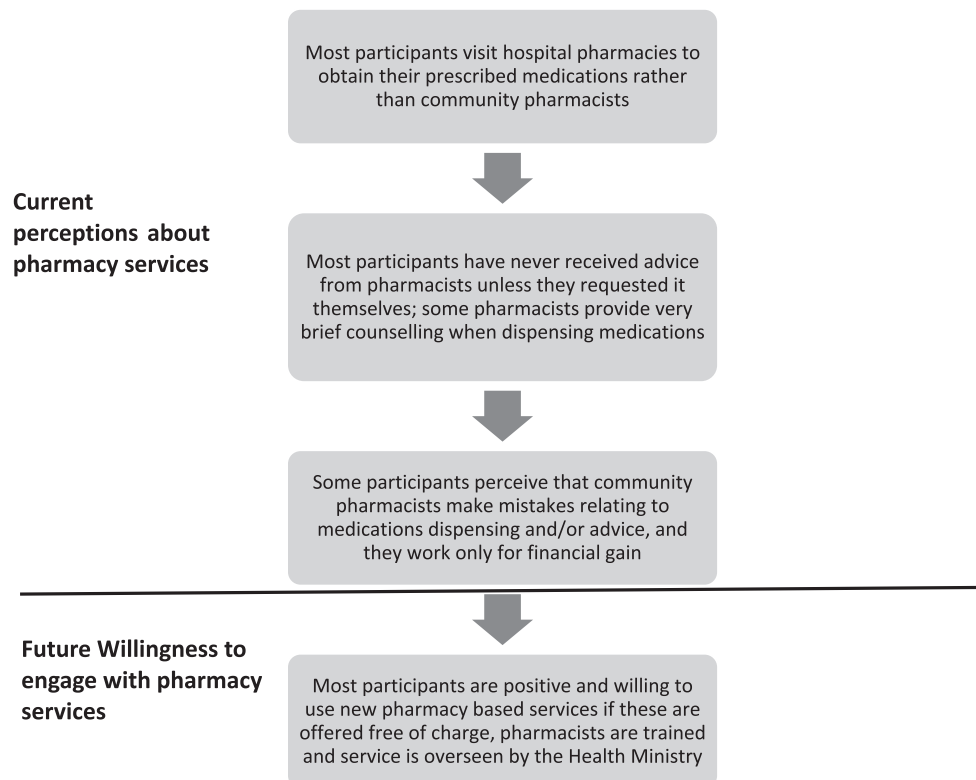 Most participants visit hospital pharmacies to
obtain their prescribed medications rather
than community pharmacists
Current
perceptions about
pharmacy services
Most participants have never received advice
from pharmacists unless they requested it
themselves; some pharmacists provide very
brief counselling when dispensing medications
Some participants perceive that community
pharmacists make mistakes relating to
medications dispensing and/or advice, and
they work only for financial gain
Future Willingness to
engage with pharmacy
services
Most participants are positive and willing to
use new pharmacy based services if these are
offered free of charge, pharmacists are trained
and service is overseen by the Health Ministry